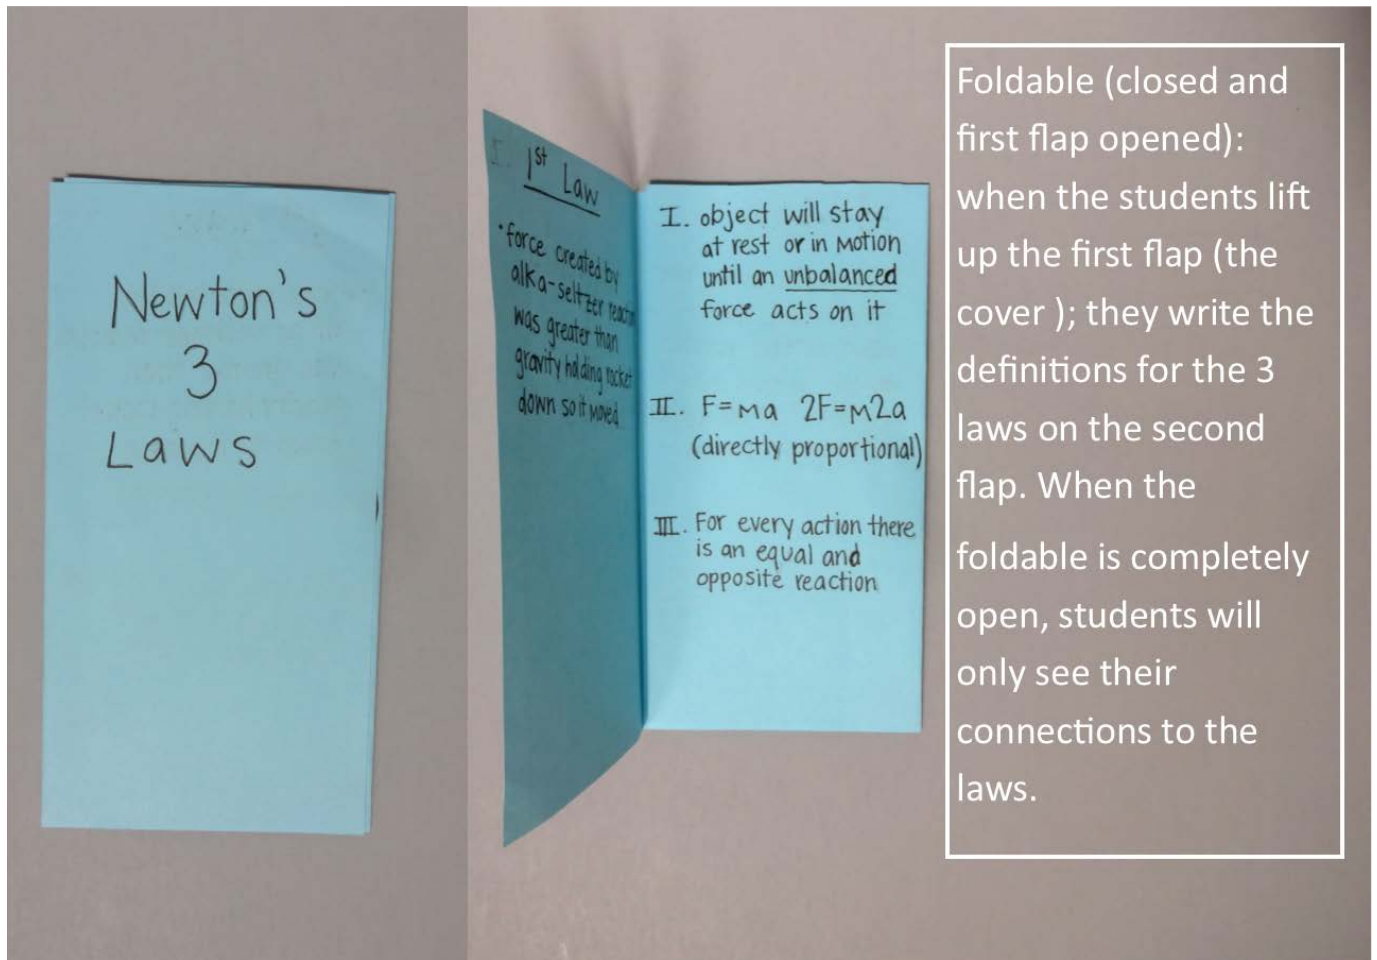 Newton's
3
Laws
I. 1st Law
• force created by
alka-seltzer reaction
was greater than
gravity holding rocket
down so it moved
I. object will stay
at rest or in motion
until an unbalanced
force acts on it
II. F=ma 2F=m2a
(directly proportional)
III. For every action there
is an equal and
opposite reaction
Foldable (closed and
first flap opened):
when the students lift
up the first flap (the
cover ); they write the
definitions for the 3
laws on the second
flap. When the
foldable is completely
open, students will
only see their
connections to the
laws.